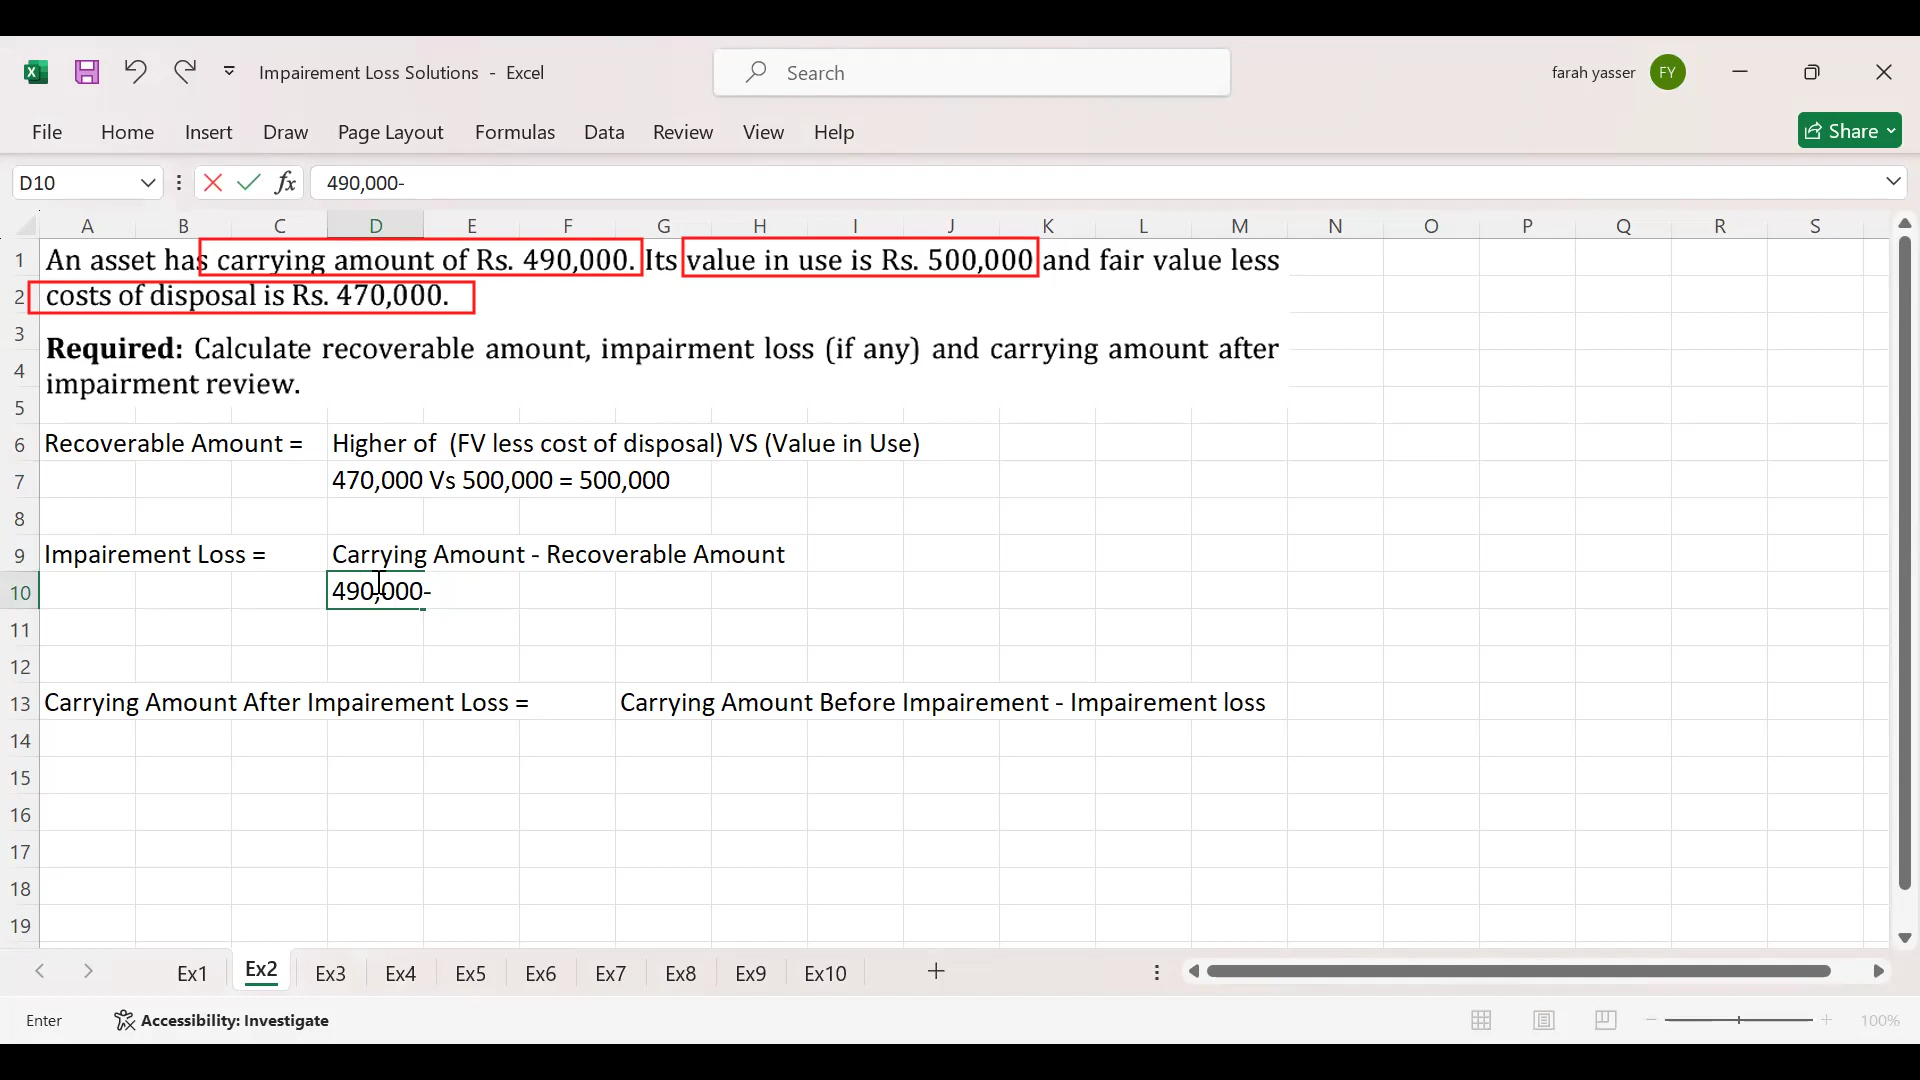 Impairement Loss Solutions - Excel
Search
farah yasser
FY
File Home Insert Draw Page Layout Formulas Data Review View Help
Share
D10
fx
490,000-
A B C D E F G H I J K L M N O P Q R S
1
An asset has carrying amount of Rs. 490,000. Its value in use is Rs. 500,000 and fair value less
2
costs of disposal is Rs. 470,000.
3
Required: Calculate recoverable amount, impairment loss (if any) and carrying amount after
4
impairment review.
5
6 Recoverable Amount = Higher of (FV less cost of disposal) VS (Value in Use)
7 470,000 Vs 500,000 = 500,000
8
9 Impairement Loss = Carrying Amount - Recoverable Amount
10 490,000-
11
12
13 Carrying Amount After Impairement Loss = Carrying Amount Before Impairement - Impairement loss
14
15
16
17
18
19
Ex1 Ex2 Ex3 Ex4 Ex5 Ex6 Ex7 Ex8 Ex9 Ex10
Enter Accessibility: Investigate 100%